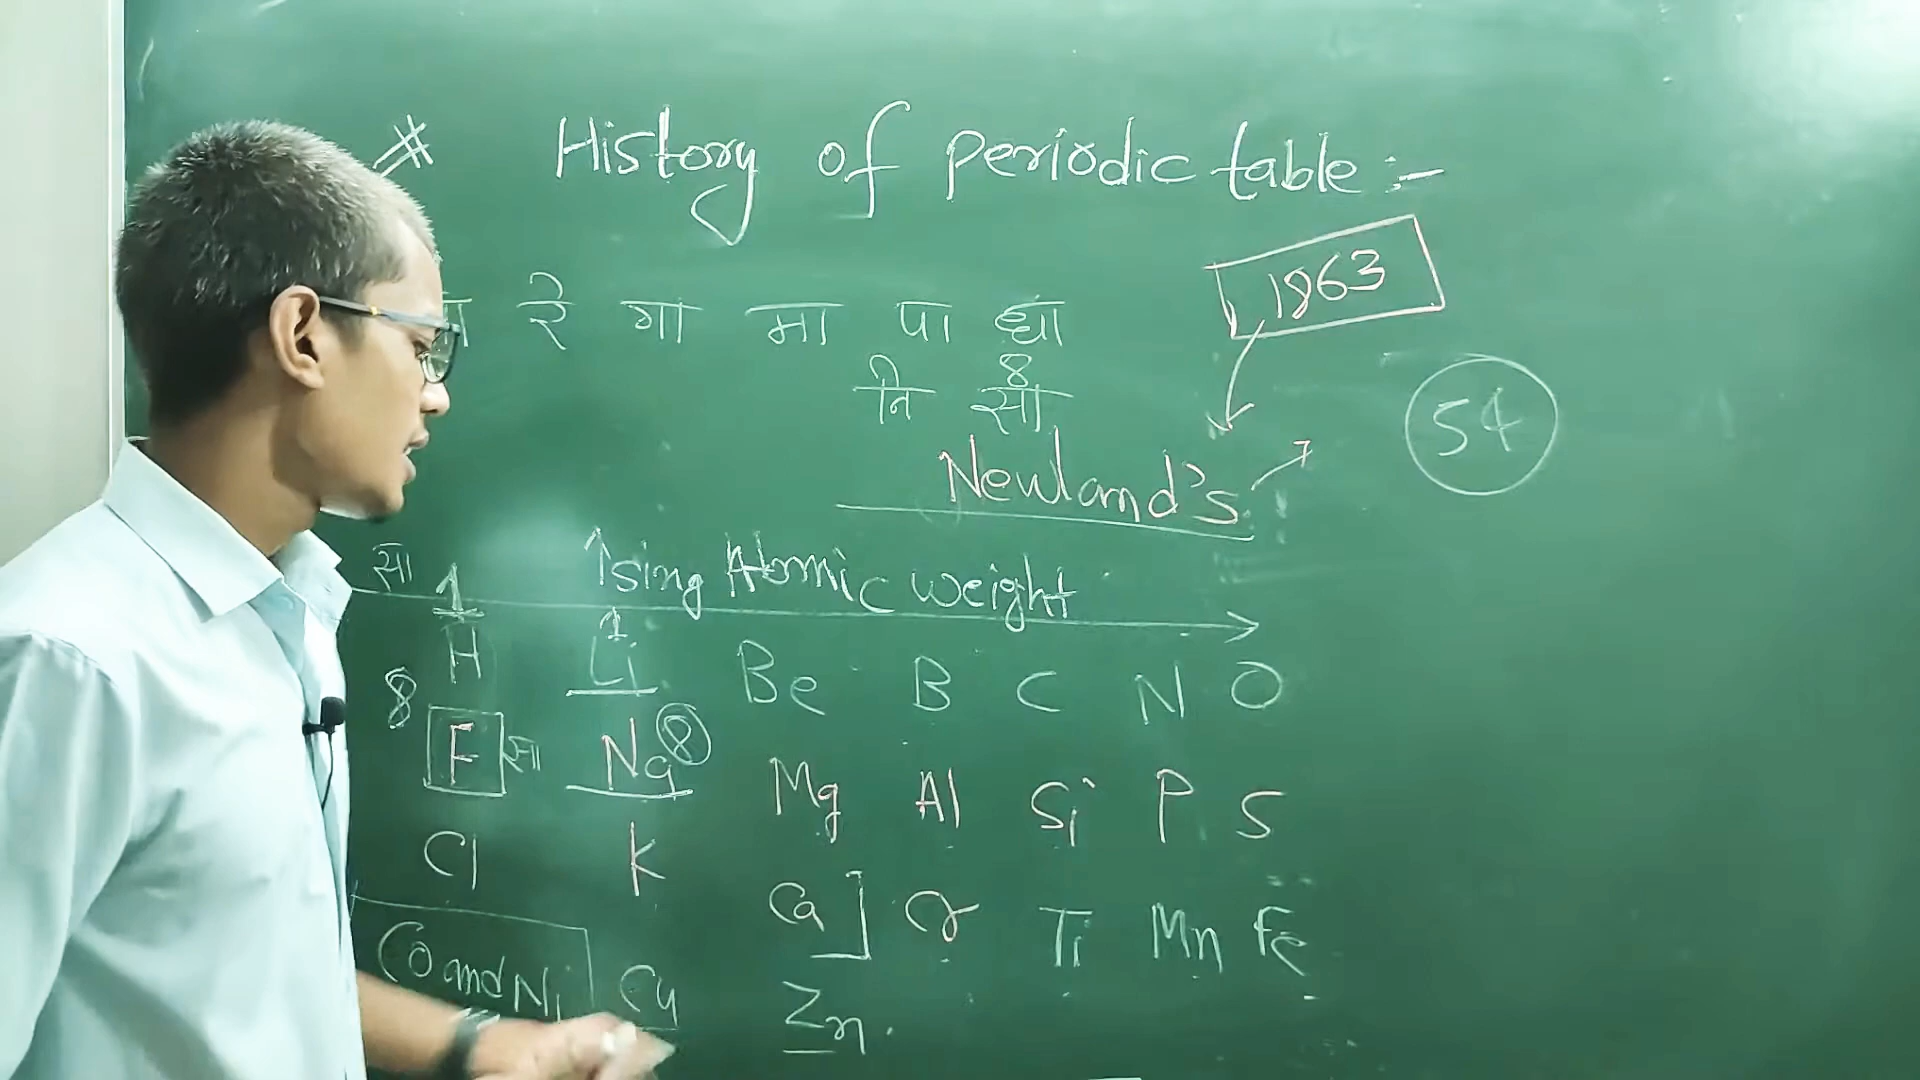 History of periodic table :-
1863
रे गा मा पा धा
8
नि सा
54
Newland's
सा ↑sing Atomic weight
1 1
H Li Be B C N O
8 F सा Na 8 Mg Al Si P S
Cl K Ca Cr Ti Mn Fe
Co and Ni Cu Zn